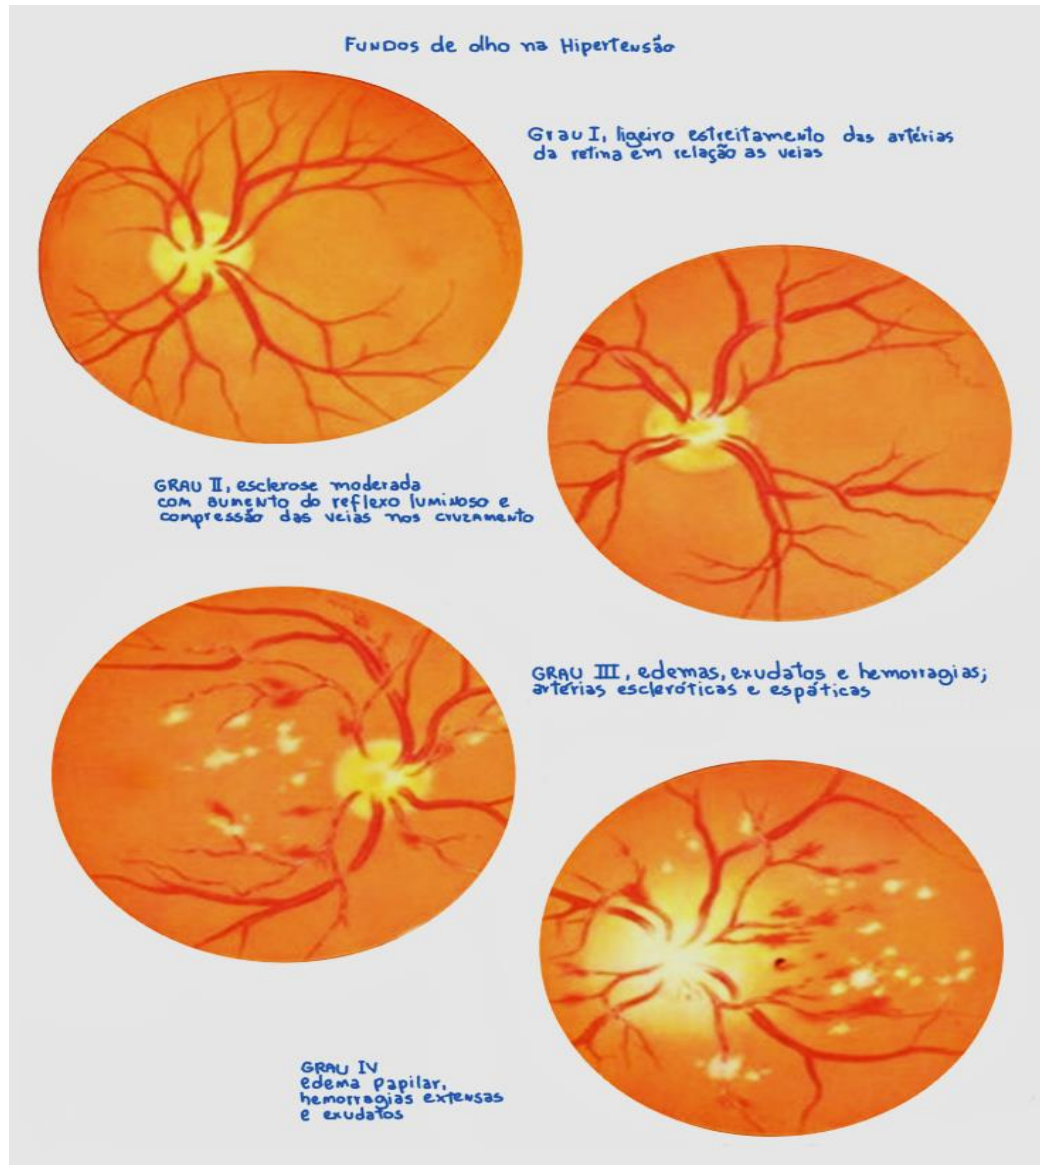 Fundos de olho na Hipertensão
Grau I, ligeiro estreitamento das artérias
da retina em relação as veias
GRAU II, esclerose moderada
com aumento do reflexo luminoso e
compressão das veias nos cruzamento
GRAU III, edemas, exudatos e hemorragias;
artérias escleróticas e espáticas
GRAU IV
edema papilar,
hemorragias extensas
e exudatos